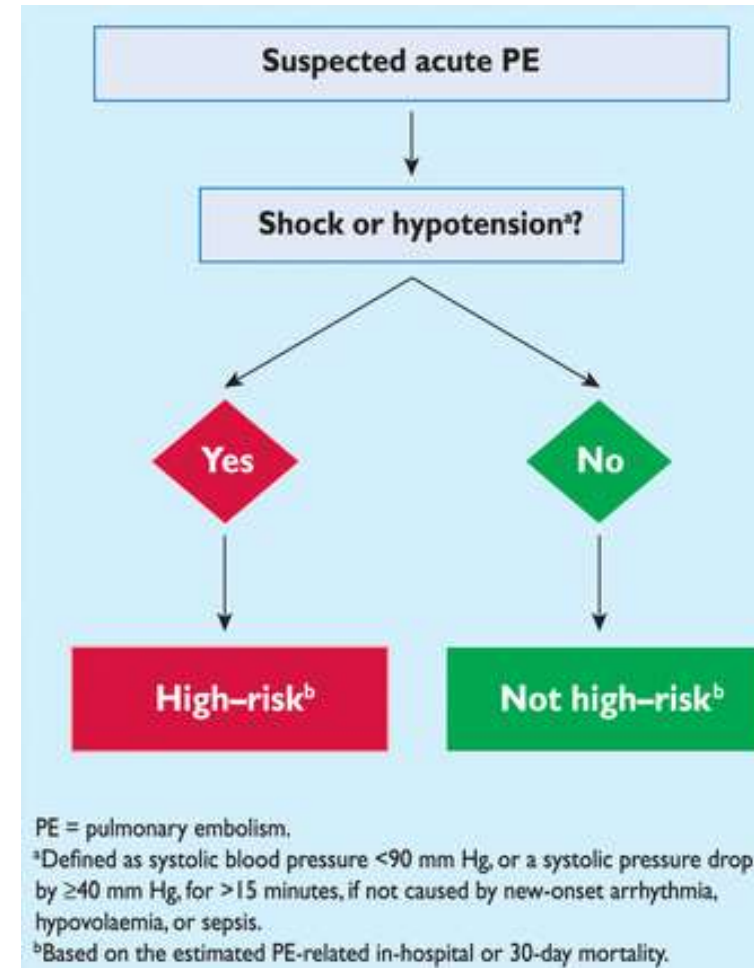 Suspected acute PE
Shock or hypotensionᵃ?
Yes
No
High–riskᵇ
Not high–riskᵇ
PE = pulmonary embolism.
ᵃDefined as systolic blood pressure <90 mm Hg, or a systolic pressure drop
by ≥40 mm Hg, for >15 minutes, if not caused by new-onset arrhythmia,
hypovolaemia, or sepsis.
ᵇBased on the estimated PE-related in-hospital or 30-day mortality.